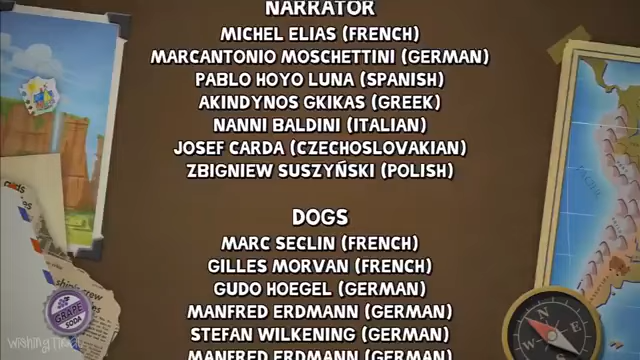 NARRATOR
MICHEL ELIAS (FRENCH)
MARCANTONIO MOSCHETTINI (GERMAN)
PABLO HOYO LUNA (SPANISH)
AKINDYNOS GKIKAS (GREEK)
NANNI BALDINI (ITALIAN)
JOSEF CARDA (CZECHOSLOVAKIAN)
ZBIGNIEW SUSZYŃSKI (POLISH)
DOGS
MARC SECLIN (FRENCH)
GILLES MORVAN (FRENCH)
GUDO HOEGEL (GERMAN)
MANFRED ERDMANN (GERMAN)
STEFAN WILKENING (GERMAN)
MANFRED ERDMANN (GERMAN)
GRAPE
SODA